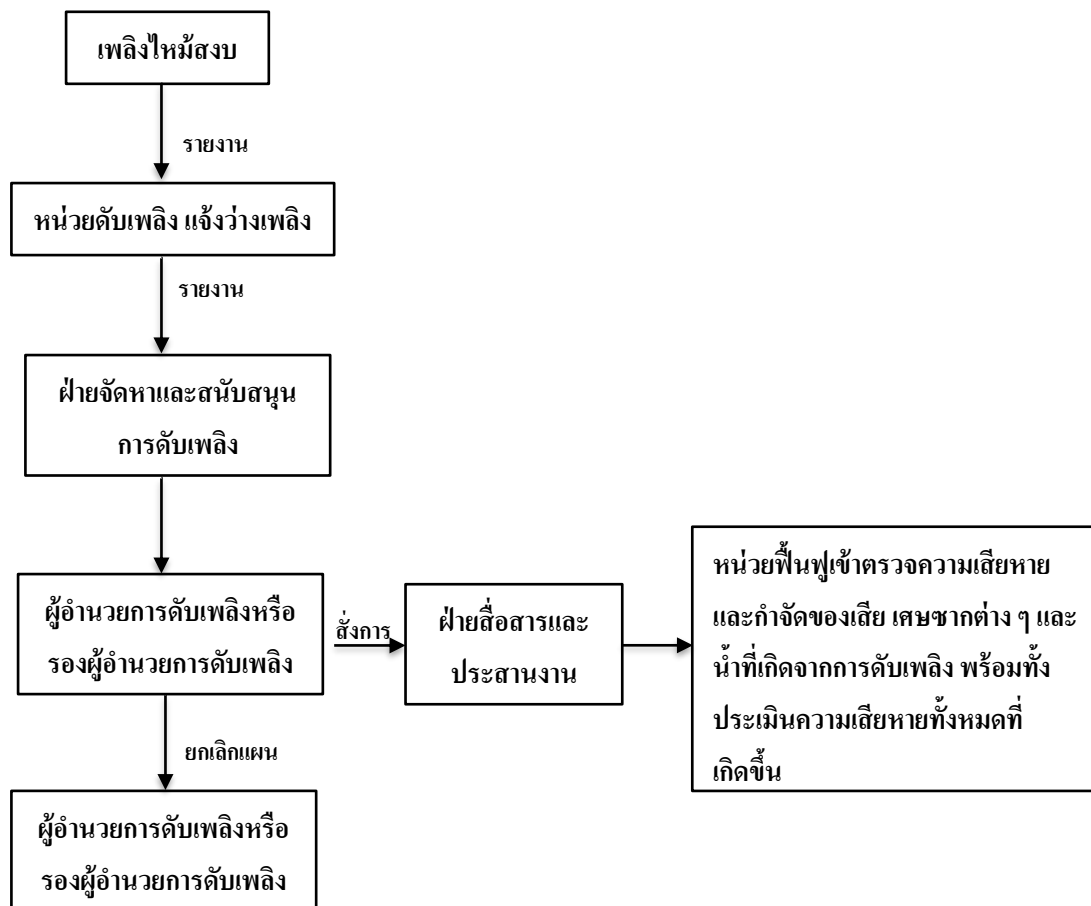 เพลิงไหม้สงบ
รายงาน
หน่วยดับเพลิง แจ้งว่างเพลิง
รายงาน
ฝ่ายจัดหาและสนับสนุน
การดับเพลิง
ผู้อำนวยการดับเพลิงหรือ
รองผู้อำนวยการดับเพลิง
สั่งการ
ฝ่ายสื่อสารและ
ประสานงาน
หน่วยฟื้นฟูเข้าตรวจความเสียหาย
และกำจัดของเสีย เศษซากต่าง ๆ และ
น้ำที่เกิดจากการดับเพลิง พร้อมทั้ง
ประเมินความเสียหายทั้งหมดที่
เกิดขึ้น
ยกเลิกแผน
ผู้อำนวยการดับเพลิงหรือ
รองผู้อำนวยการดับเพลิง